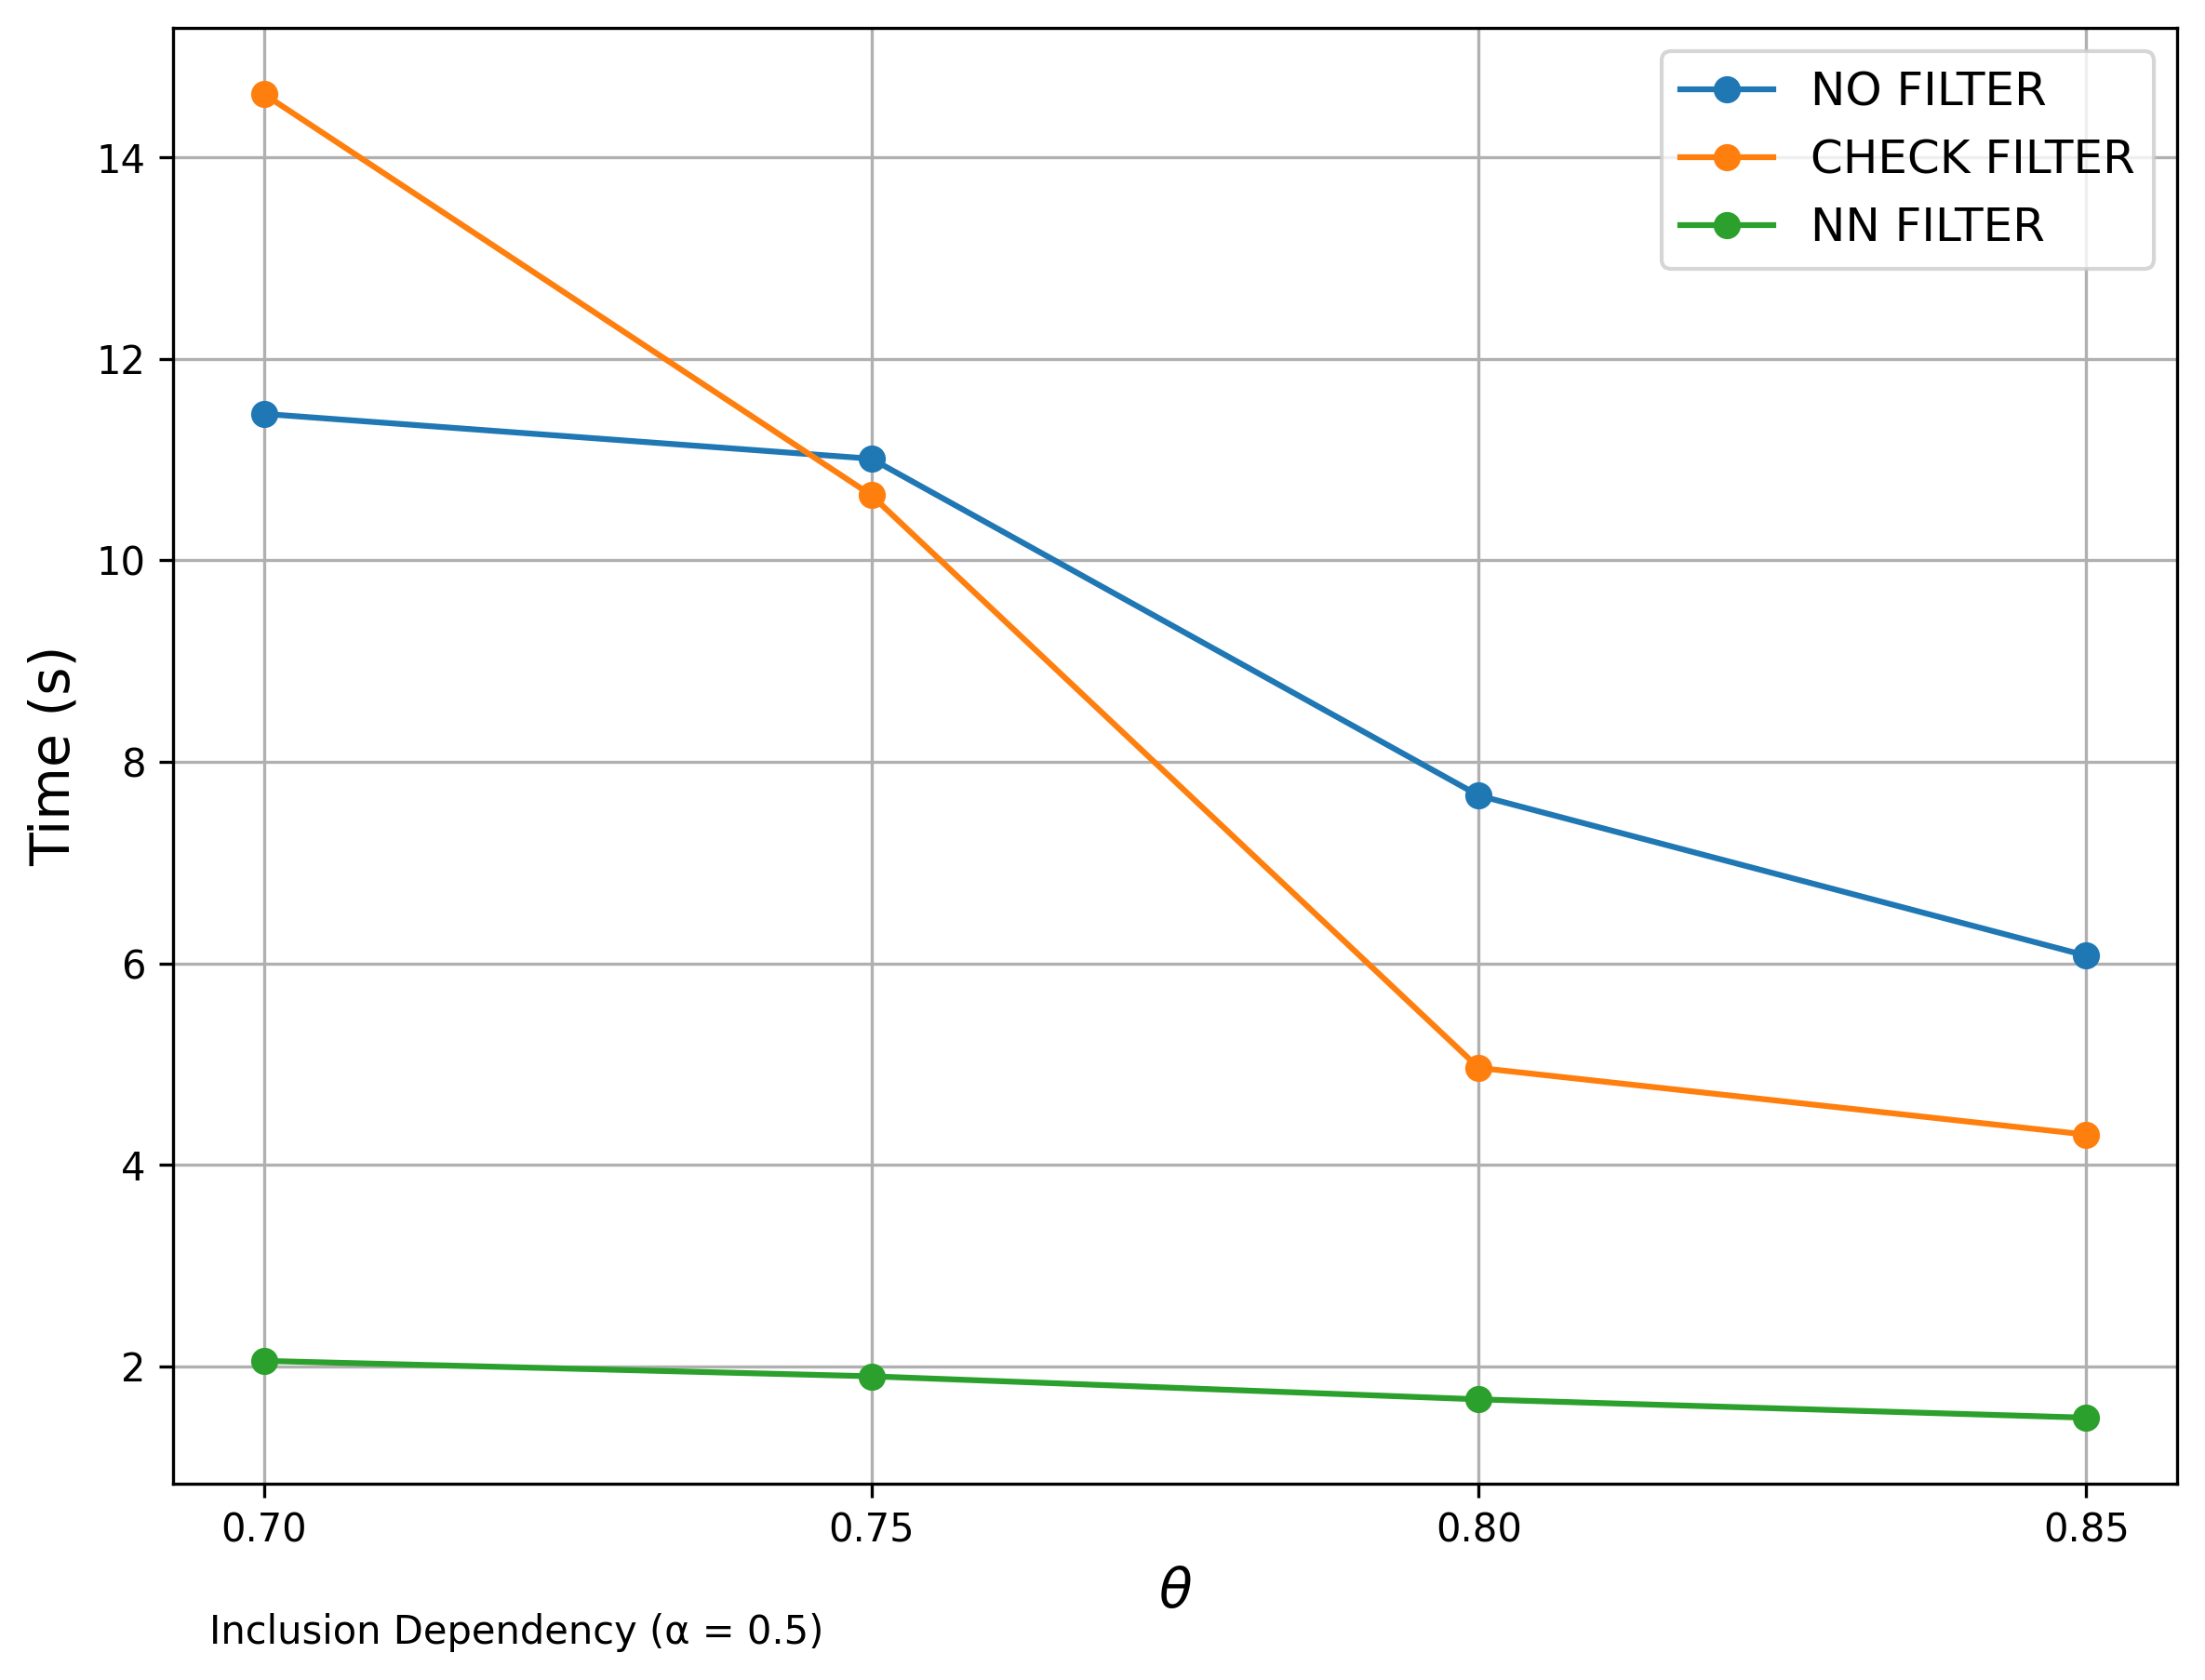 NO FILTER
CHECK FILTER
NN FILTER
Time (s)
14
12
10
8
6
4
2
0.70 0.75 0.80 0.85
θ
Inclusion Dependency (α = 0.5)